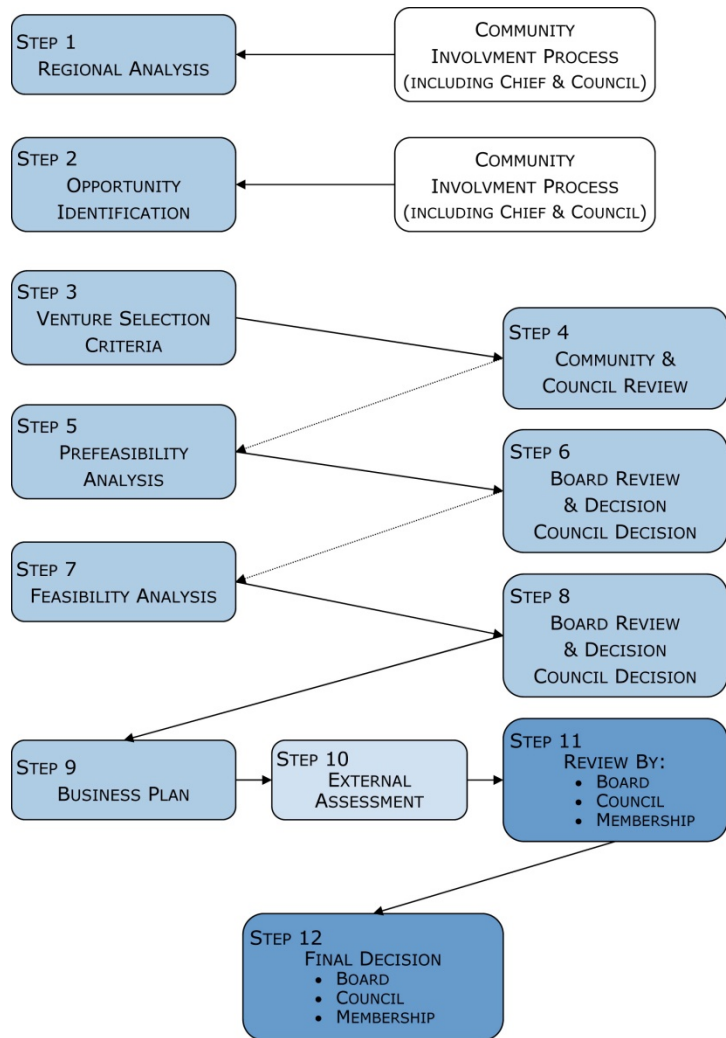 STEP 1
REGIONAL ANALYSIS
COMMUNITY
INVOLVMENT PROCESS
(INCLUDING CHIEF & COUNCIL)
STEP 2
OPPORTUNITY
IDENTIFICATION
COMMUNITY
INVOLVMENT PROCESS
(INCLUDING CHIEF & COUNCIL)
STEP 3
VENTURE SELECTION
CRITERIA
STEP 4
COMMUNITY &
COUNCIL REVIEW
STEP 5
PREFEASIBILITY
ANALYSIS
STEP 6
BOARD REVIEW
& DECISION
COUNCIL DECISION
STEP 7
FEASIBILITY ANALYSIS
STEP 8
BOARD REVIEW
& DECISION
COUNCIL DECISION
STEP 9
BUSINESS PLAN
STEP 10
EXTERNAL
ASSESSMENT
STEP 11
REVIEW BY:
• BOARD
• COUNCIL
• MEMBERSHIP
STEP 12
FINAL DECISION
• BOARD
• COUNCIL
• MEMBERSHIP